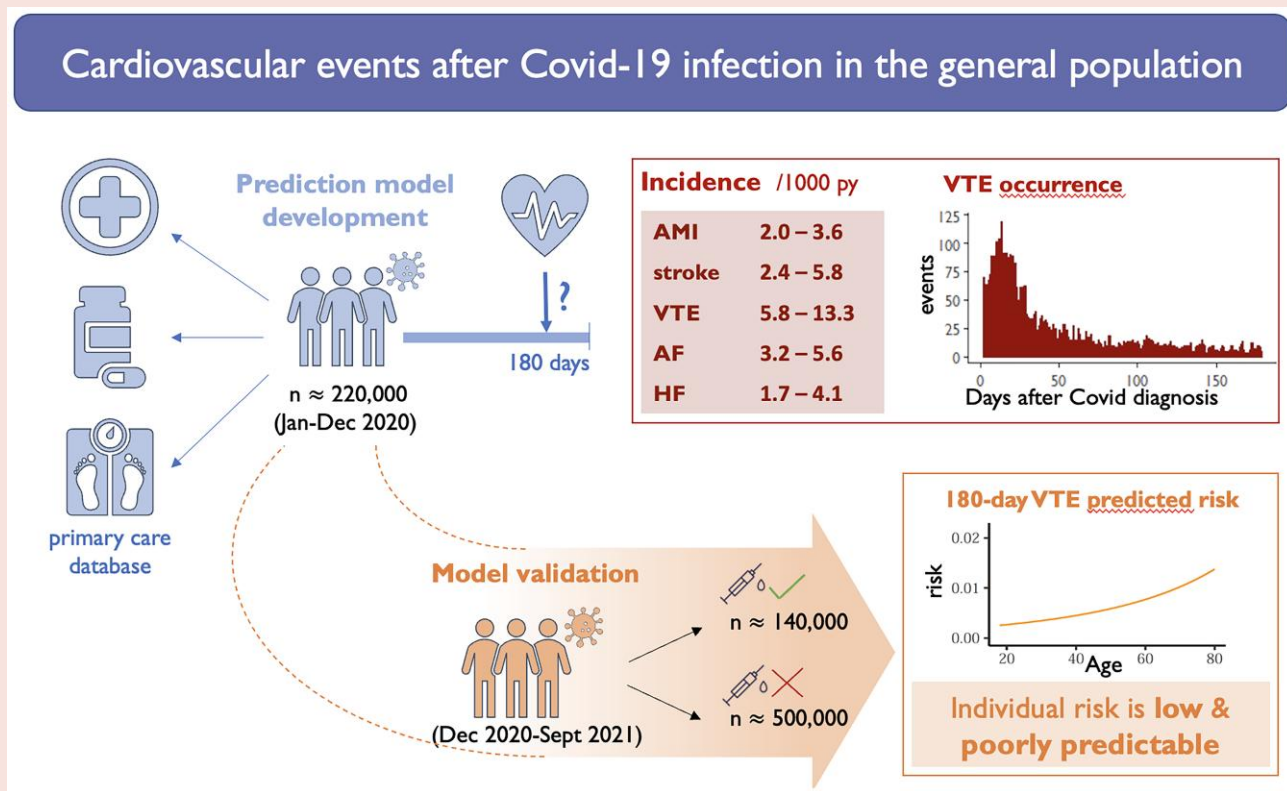 Cardiovascular events after Covid-19 infection in the general population
Prediction model
development
?
180 days
n ≈ 220,000
(Jan-Dec 2020)
primary care
database
Incidence /1000 py
AMI 2.0 – 3.6
stroke 2.4 – 5.8
VTE 5.8 – 13.3
AF 3.2 – 5.6
HF 1.7 – 4.1
VTE occurrence
125
100
75
50
25
0
events
0 50 100 150
Days after Covid diagnosis
Model validation
(Dec 2020-Sept 2021)
n ≈ 140,000
n ≈ 500,000
180-day VTE predicted risk
0.02
0.01
0.00
risk
20 40 60 80
Age
Individual risk is low &
poorly predictable